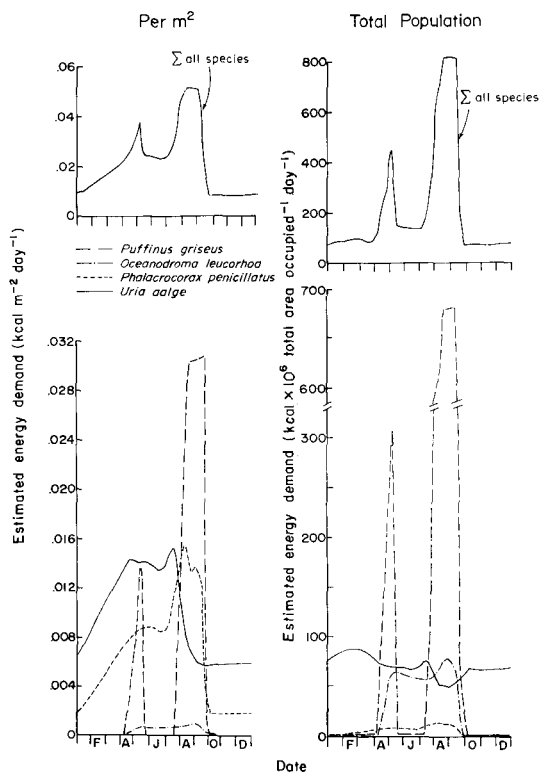 Per m²
Total Population
.06
.04
.02
0
Σ all species
800
600
400
200
0
Σ all species
Puffinus griseus
Oceanodroma leucorhoa
Phalacrocorax penicillatus
Uria aalge
Estimated energy demand (kcal m⁻² day⁻¹)
.032
.028
.024
.020
.016
.012
.008
.004
0
F A J A O D
Estimated energy demand (kcal × 10⁶ total area occupied⁻¹ day⁻¹)
700
600
300
200
100
0
F A J A O D
Date